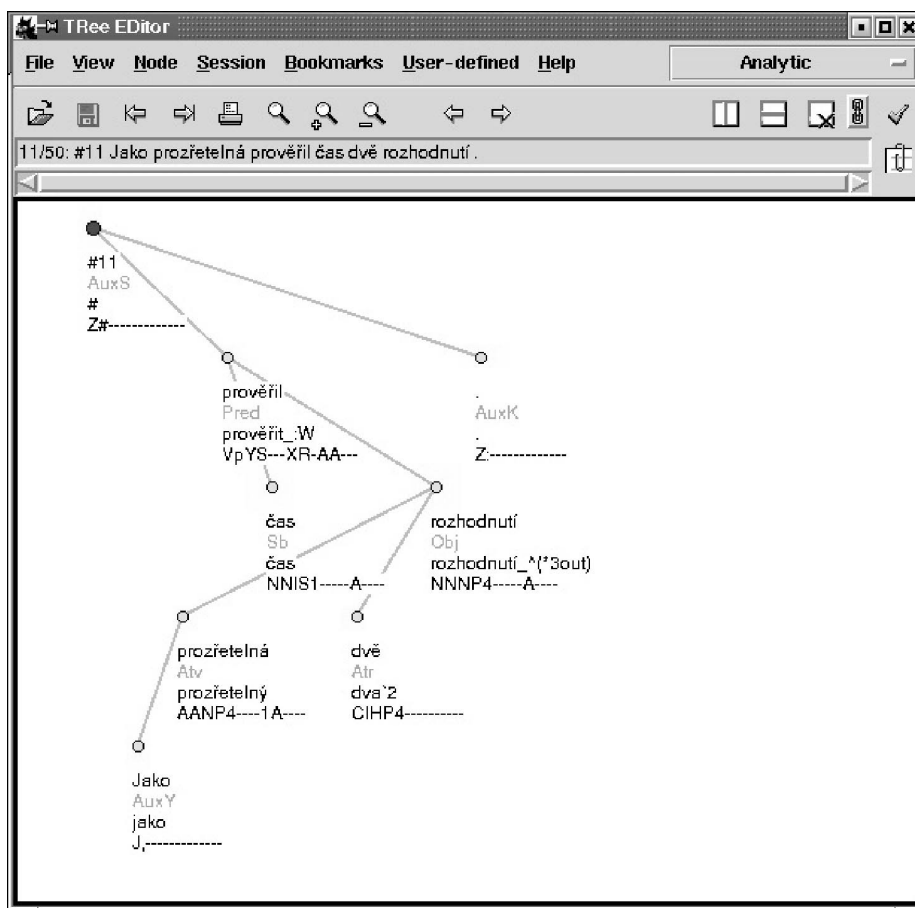 TRee EDitor
File View Node Session Bookmarks User-defined Help Analytic
11/50: #11 Jako prozřetelná prověřil čas dvě rozhodnutí .
#11
AuxS
#
Z#-------------
prověřil
Pred
prověřit_:W
VpYS---XR-AA---
.
AuxK
.
Z:-------------
čas
Sb
čas
NNIS1-----A----
rozhodnutí
Obj
rozhodnutí_^(*3out)
NNNP4-----A----
prozřetelná
Atv
prozřetelný
AANP4----1A----
dvě
Atr
dva`2
ClHP4----------
Jako
AuxY
jako
J,-------------